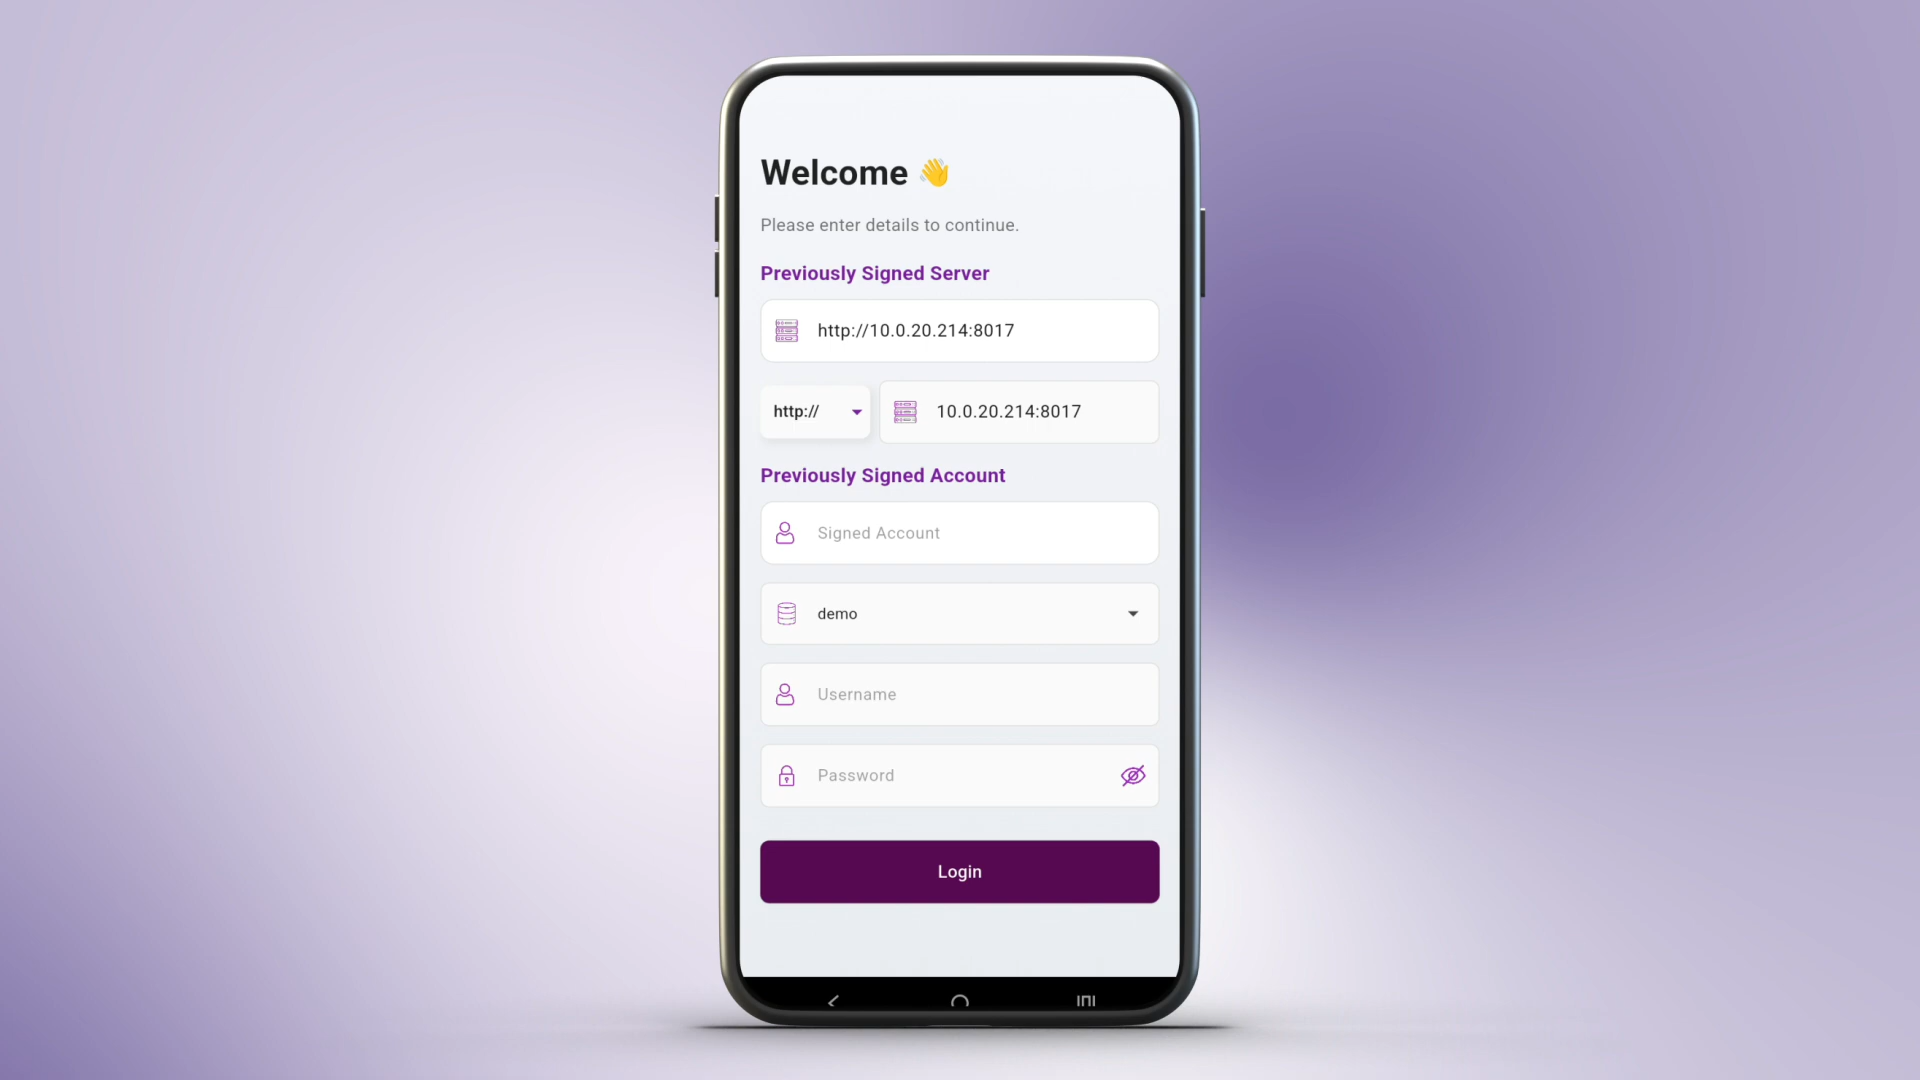 Welcome 👋
Please enter details to continue.
Previously Signed Server
http://10.0.20.214:8017
http://
10.0.20.214:8017
Previously Signed Account
Signed Account
demo
Username
Password
Login